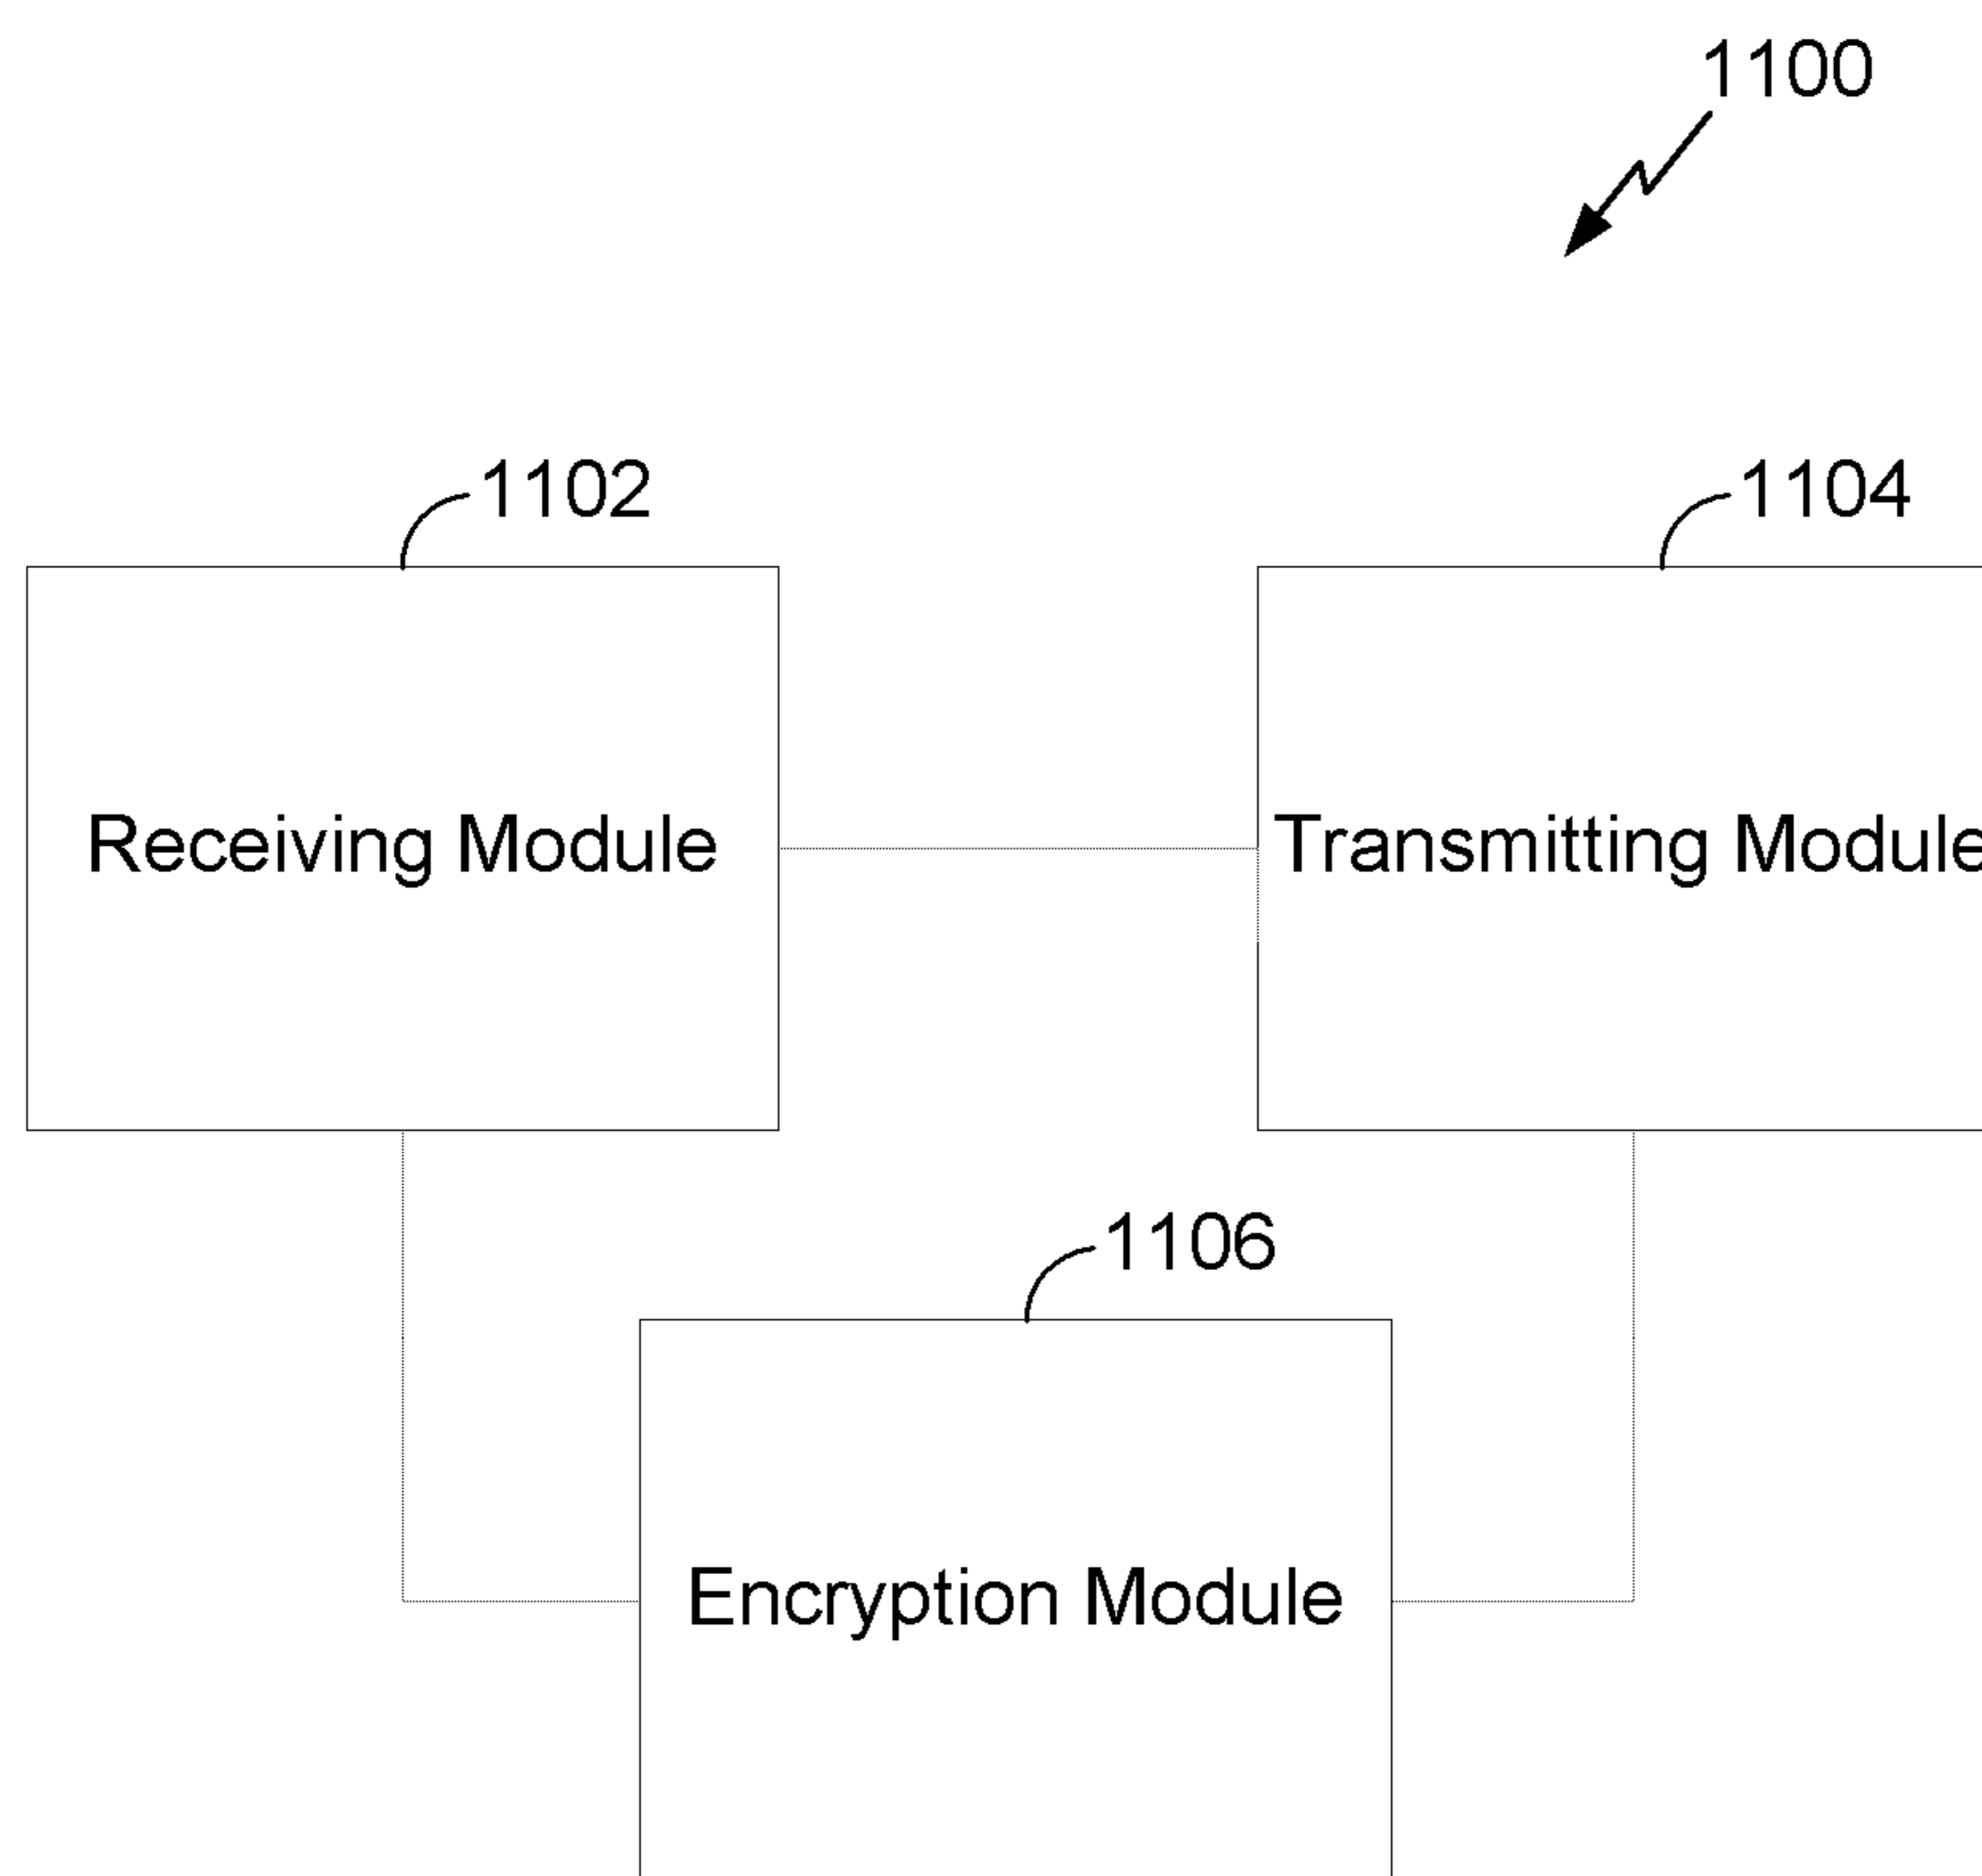 1100
1102
1104
Receiving Module
Transmitting Module
1106
Encryption Module